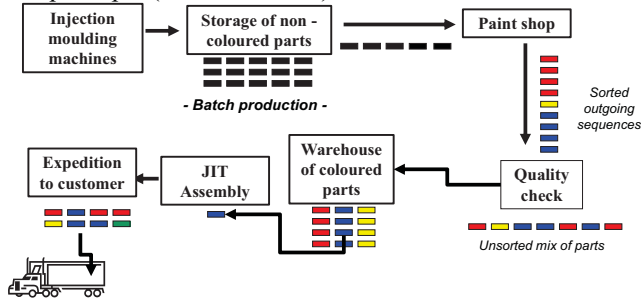 Injection
moulding
machines
Storage of non -
coloured parts
Paint shop
- Batch production -
Sorted
outgoing
sequences
Expedition
to customer
JIT
Assembly
Warehouse
of coloured
parts
Quality
check
Unsorted mix of parts